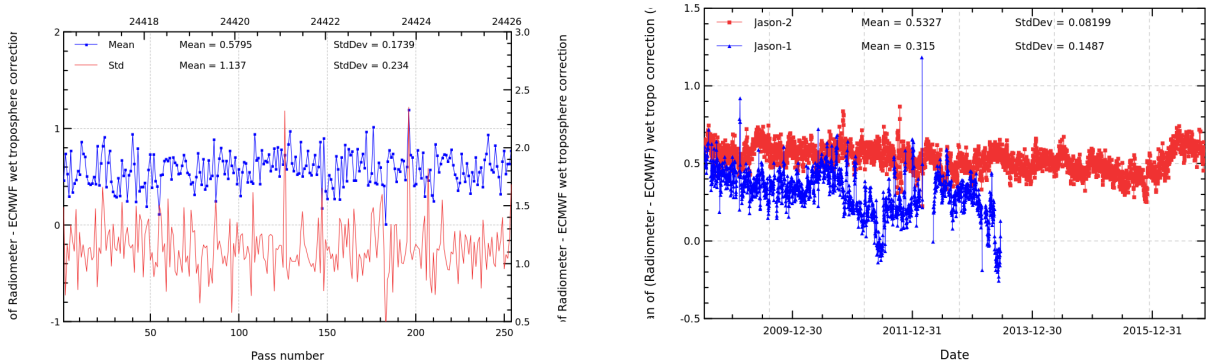 24418 24420 24422 24424 24426
2 3.0
Mean Mean = 0.5795 StdDev = 0.1739
Std Mean = 1.137 StdDev = 0.234
2.5
1 2.0
1.5
0
1.0
-1 0.5
50 100 150 200 250
Pass number
of Radiometer - ECMWF wet troposphere correction
of Radiometer - ECMWF wet troposphere correction
1.5
Jason-2 Mean = 0.5327 StdDev = 0.08199
Jason-1 Mean = 0.315 StdDev = 0.1487
1.0
0.5
0.0
-0.5
2009-12-30 2011-12-31 2013-12-30 2015-12-31
Date
an of (Radiometer - ECMWF) wet tropo correction (